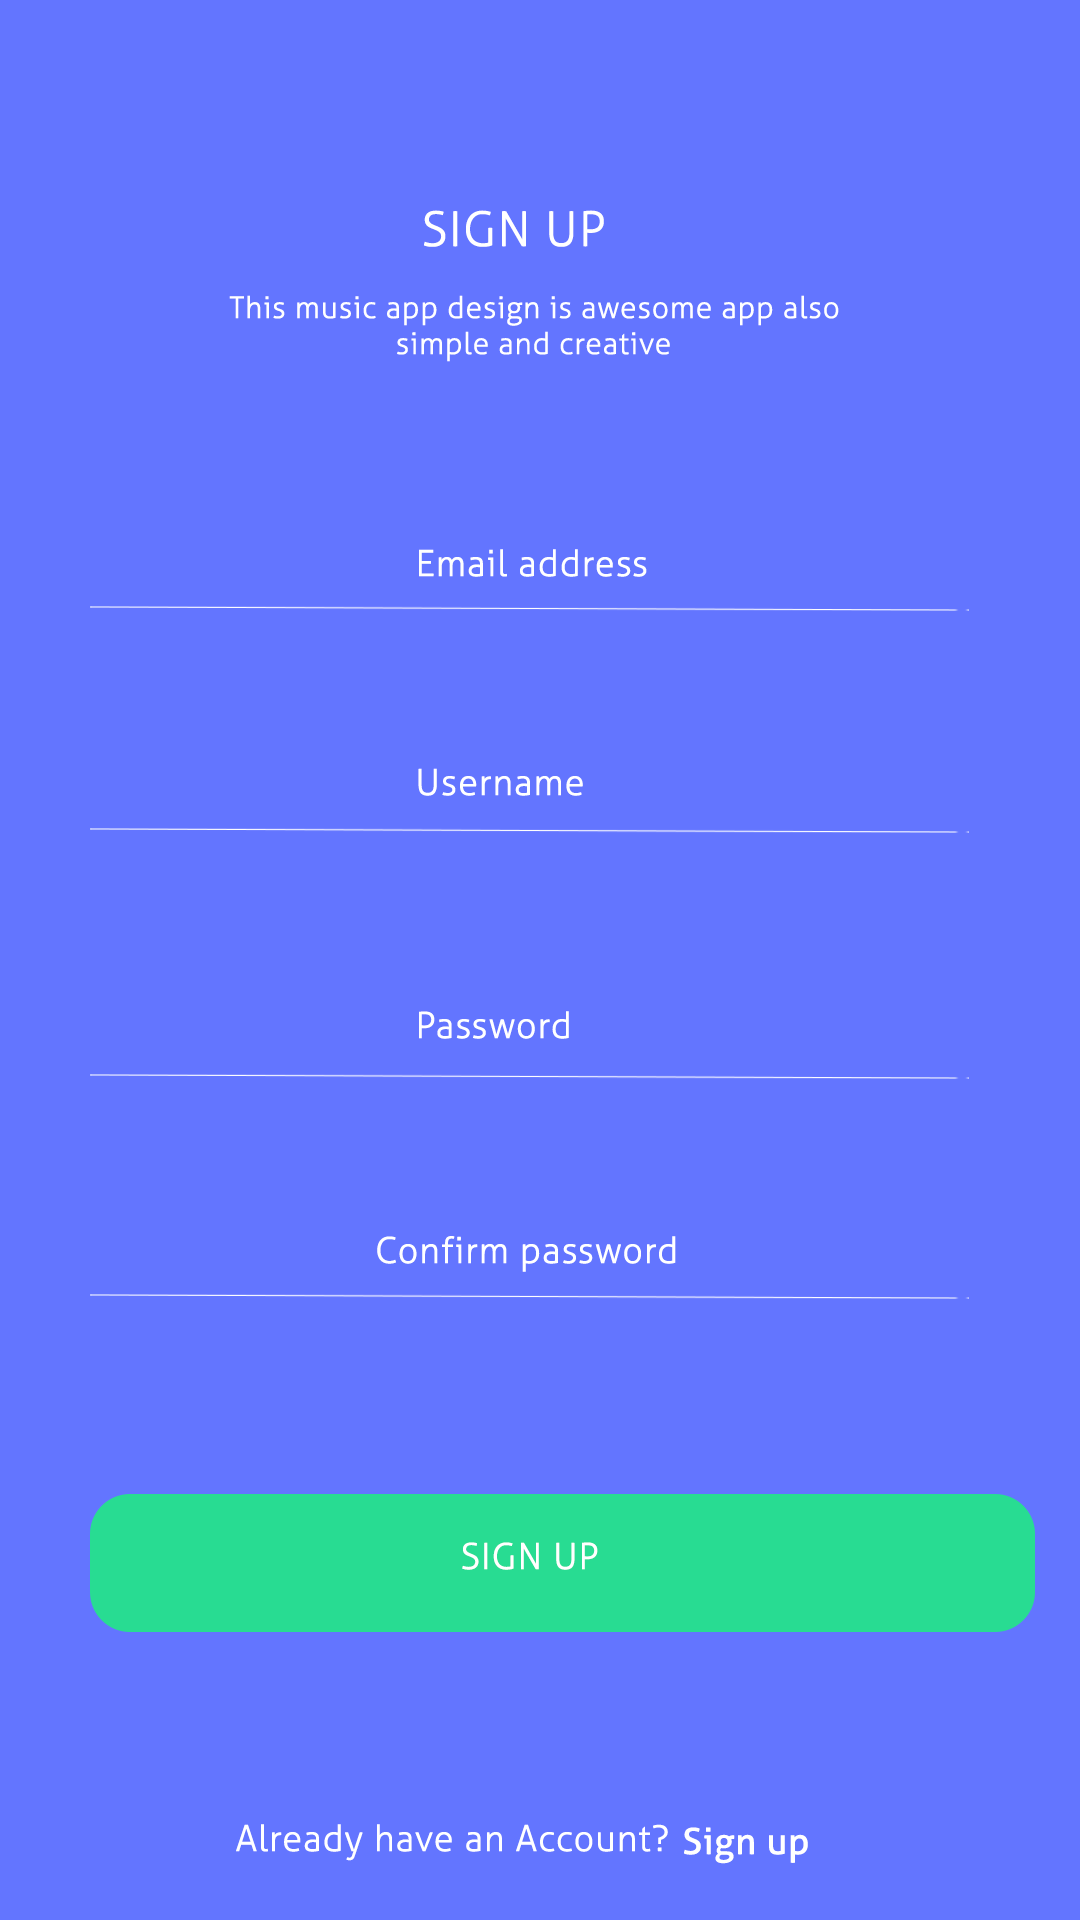 SIGN UP
This music app design is awesome app also
simple and creative
Email address
Username
Password
Confirm password
SIGN UP
Already have an Account? Sign up